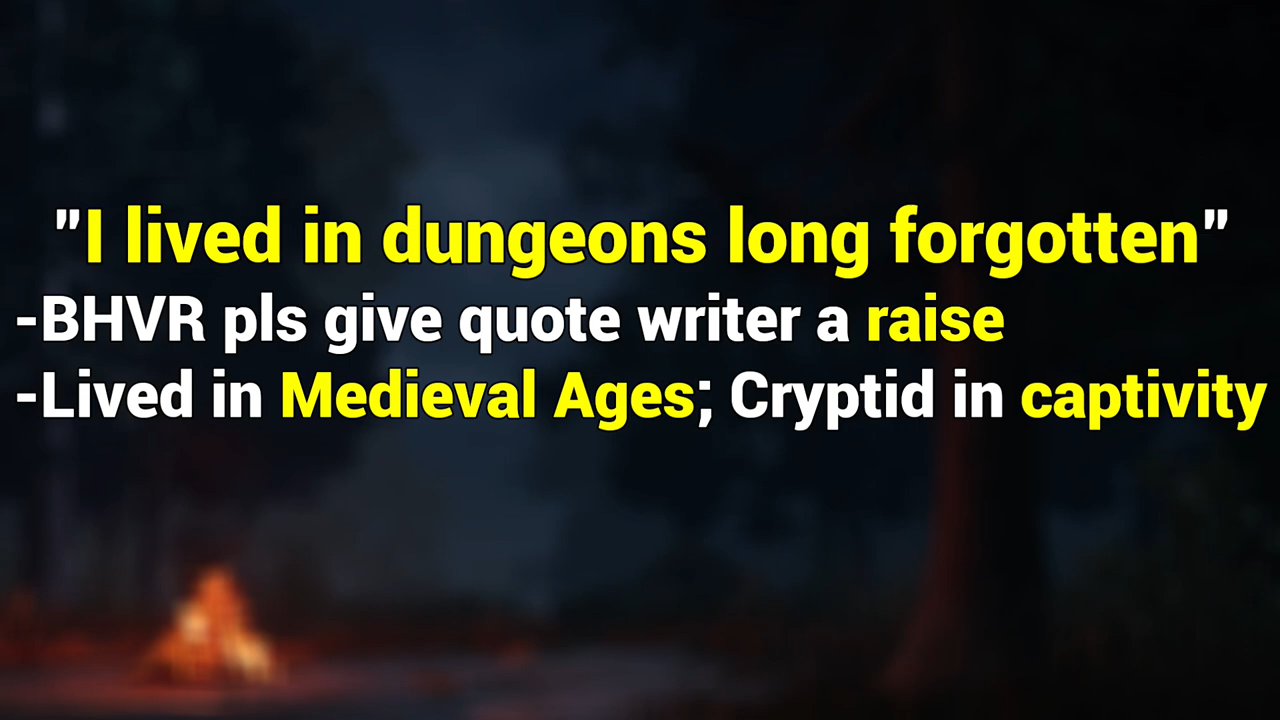 "I lived in dungeons long forgotten"
-BHVR pls give quote writer a raise
-Lived in Medieval Ages; Cryptid in captivity